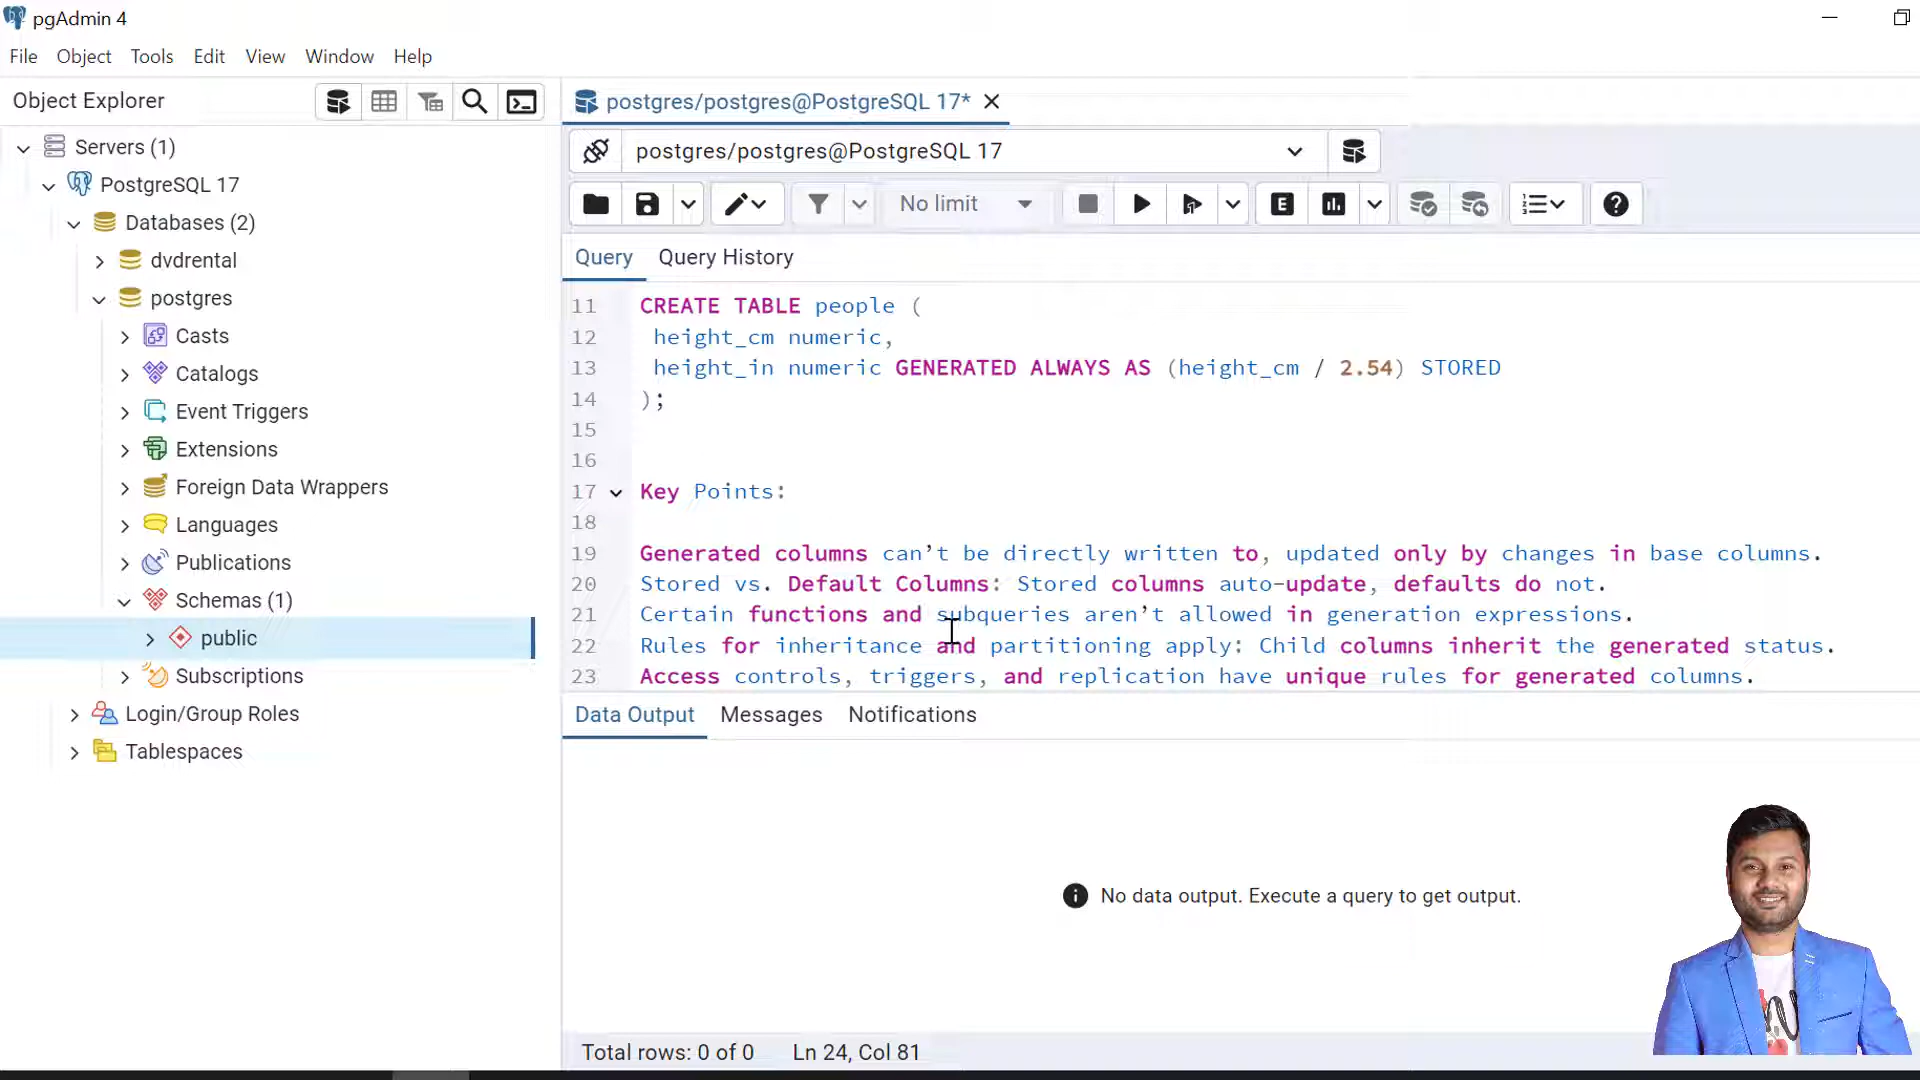 pgAdmin 4
File Object Tools Edit View Window Help
Object Explorer
Servers (1)
PostgreSQL 17
Databases (2)
dvdrental
postgres
Casts
Catalogs
Event Triggers
Extensions
Foreign Data Wrappers
Languages
Publications
Schemas (1)
public
Subscriptions
Login/Group Roles
Tablespaces
postgres/postgres@PostgreSQL 17*
postgres/postgres@PostgreSQL 17
No limit
E
Query Query History
11 CREATE TABLE people (
12 height_cm numeric,
13 height_in numeric GENERATED ALWAYS AS (height_cm / 2.54) STORED
14 );
15
16
17 Key Points:
18
19 Generated columns can’t be directly written to, updated only by changes in base columns.
20 Stored vs. Default Columns: Stored columns auto-update, defaults do not.
21 Certain functions and subqueries aren’t allowed in generation expressions.
22 Rules for inheritance and partitioning apply: Child columns inherit the generated status.
23 Access controls, triggers, and replication have unique rules for generated columns.
Data Output Messages Notifications
No data output. Execute a query to get output.
Total rows: 0 of 0 Ln 24, Col 81